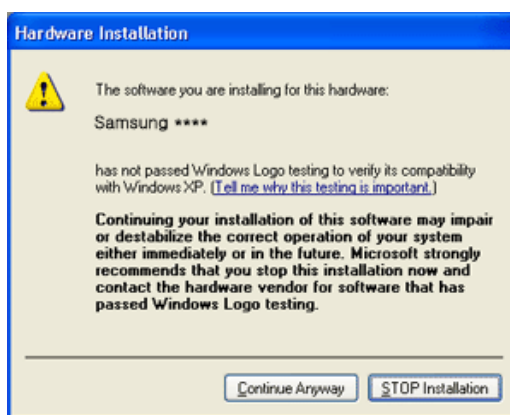 Hardware Installation
The software you are installing for this hardware:
Samsung ****
has not passed Windows Logo testing to verify its compatibility
with Windows XP. (Tell me why this testing is important.)
Continuing your installation of this software may impair
or destabilize the correct operation of your system
either immediately or in the future. Microsoft strongly
recommends that you stop this installation now and
contact the hardware vendor for software that has
passed Windows Logo testing.
Continue Anyway STOP Installation